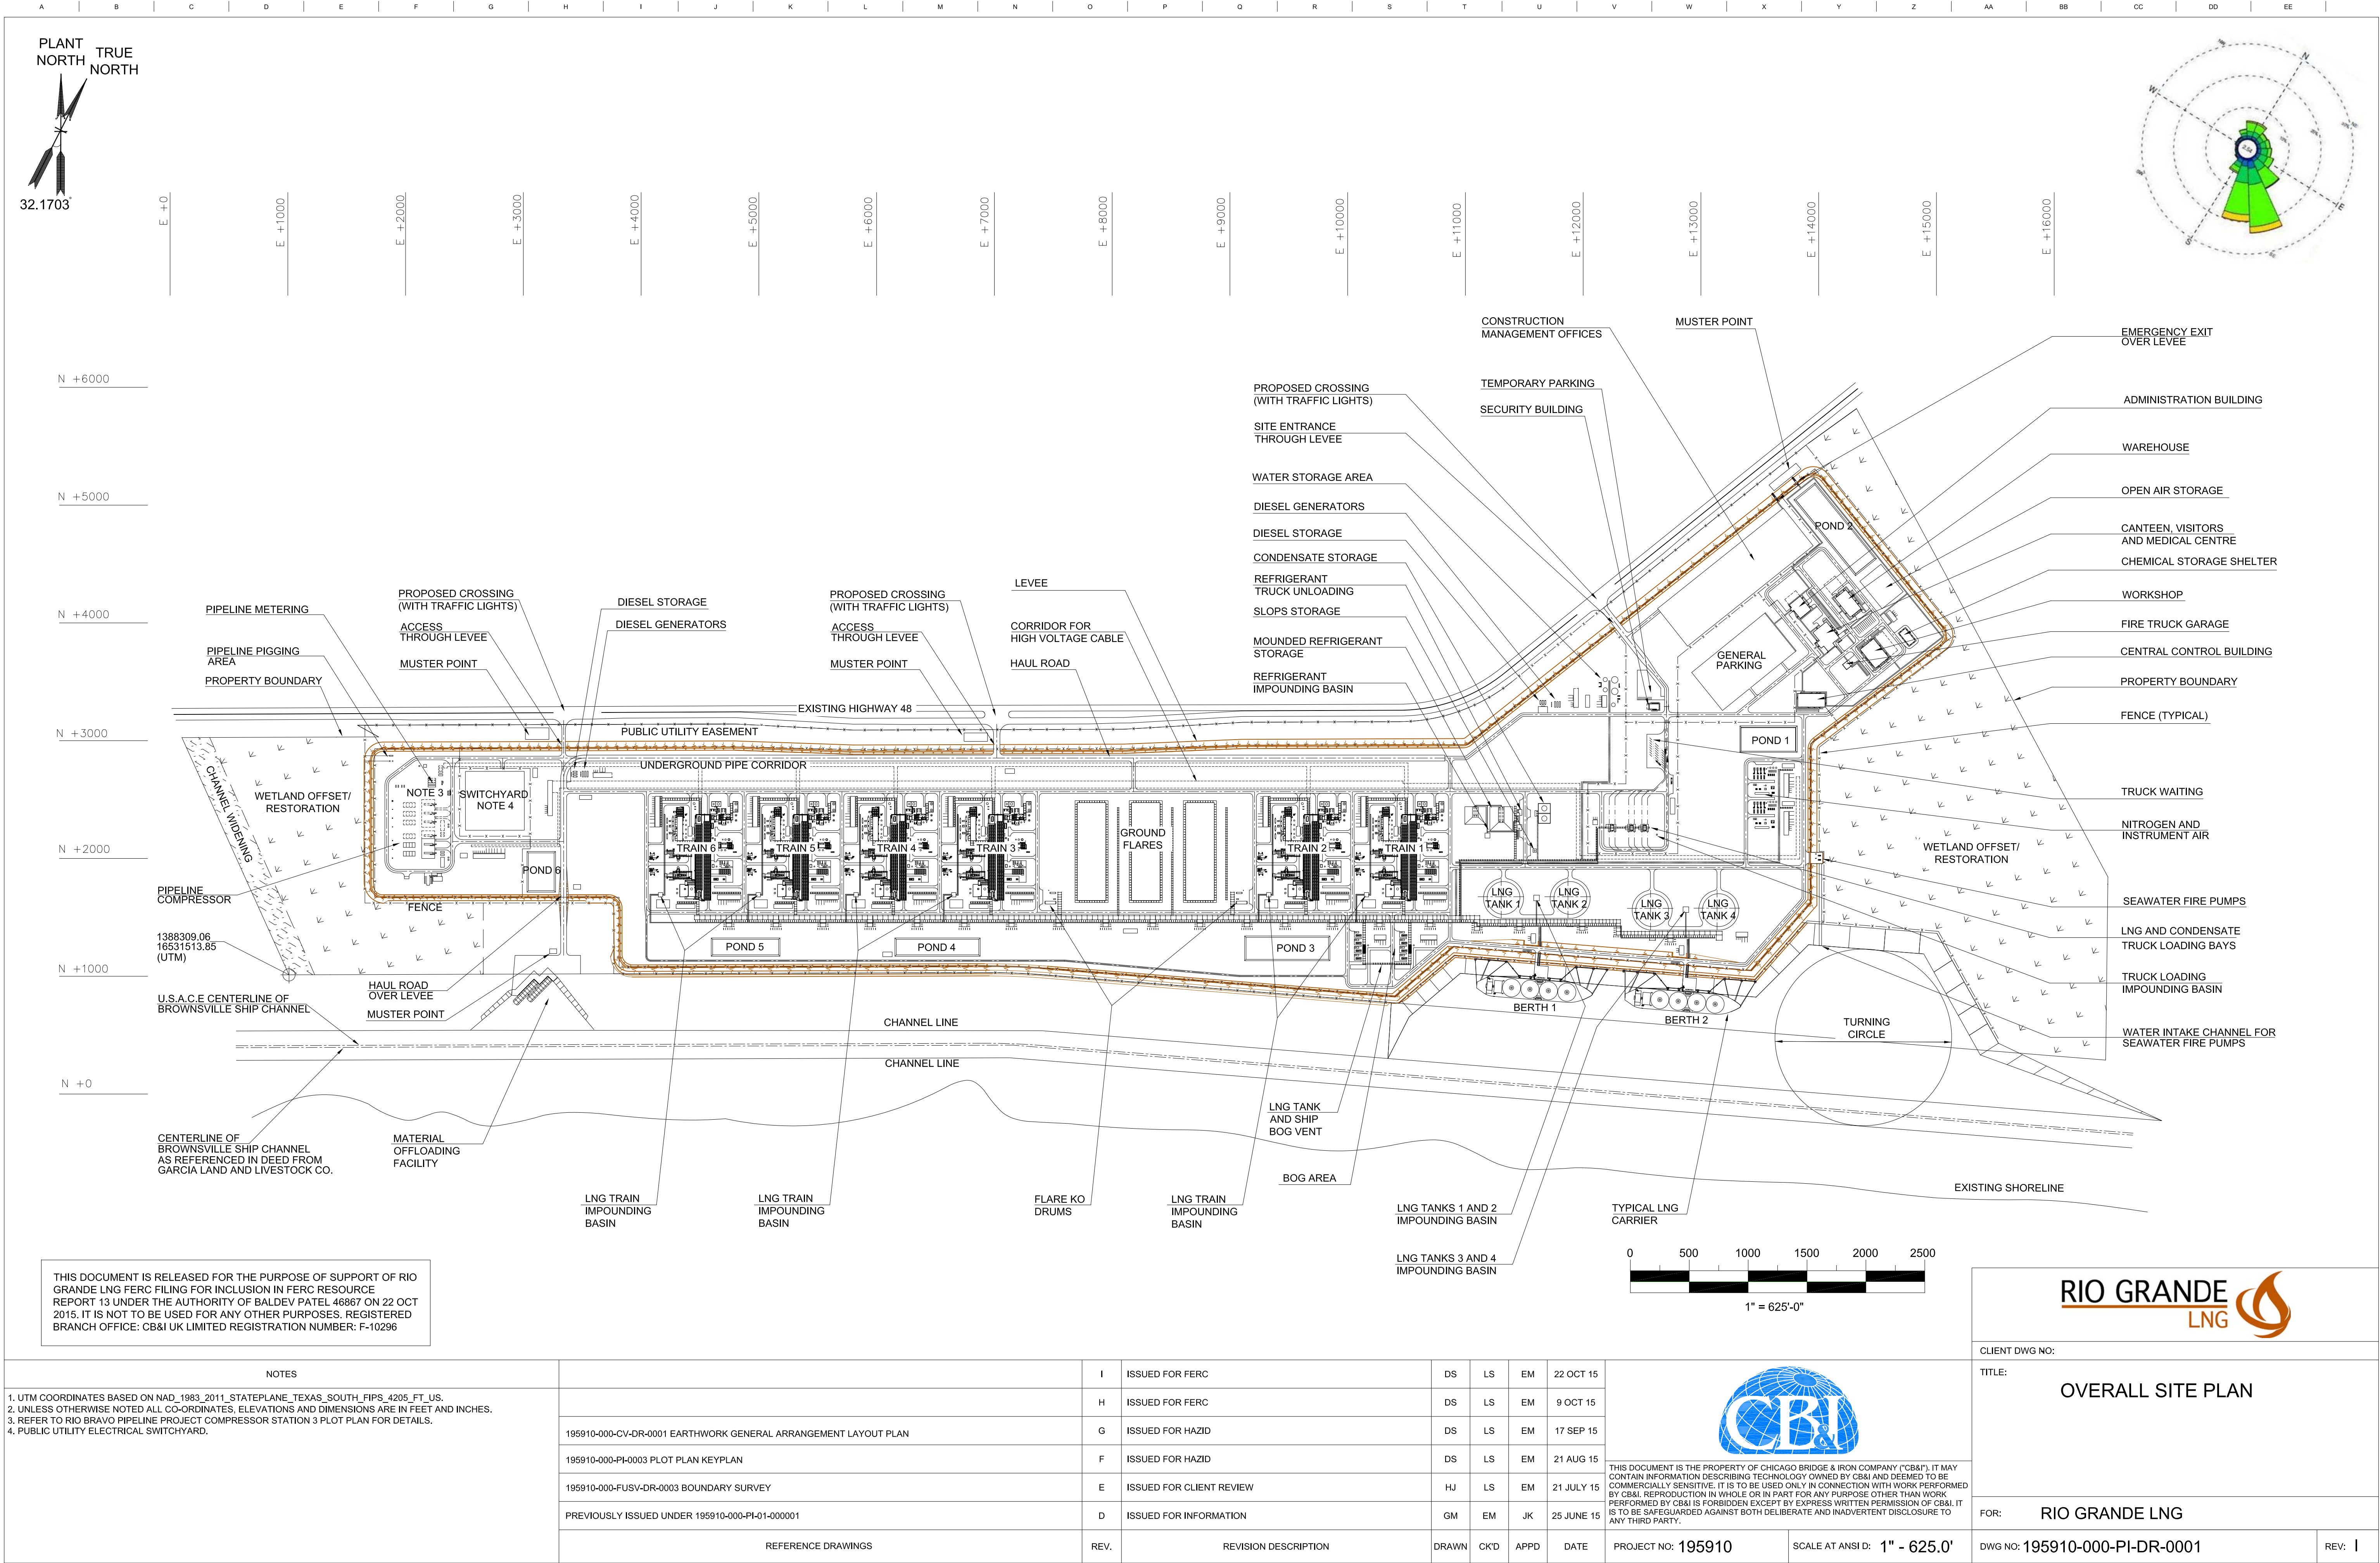 A B C D E F G H I J K L M N O P Q R S T U V W X Y Z AA BB CC DD EE
PLANT
NORTH
TRUE
NORTH
32.1703°
N
W
E
S
E +0
E +1000
E +2000
E +3000
E +4000
E +5000
E +6000
E +7000
E +8000
E +9000
E +10000
E +11000
E +12000
E +13000
E +14000
E +15000
E +16000
N +6000
N +5000
N +4000
N +3000
N +2000
N +1000
N +0
CONSTRUCTION
MANAGEMENT OFFICES
MUSTER POINT
TEMPORARY PARKING
SECURITY BUILDING
PROPOSED CROSSING
(WITH TRAFFIC LIGHTS)
SITE ENTRANCE
THROUGH LEVEE
WATER STORAGE AREA
DIESEL GENERATORS
DIESEL STORAGE
CONDENSATE STORAGE
REFRIGERANT
TRUCK UNLOADING
SLOPS STORAGE
MOUNDED REFRIGERANT
STORAGE
REFRIGERANT
IMPOUNDING BASIN
EMERGENCY EXIT
OVER LEVEE
ADMINISTRATION BUILDING
WAREHOUSE
OPEN AIR STORAGE
CANTEEN, VISITORS
AND MEDICAL CENTRE
CHEMICAL STORAGE SHELTER
WORKSHOP
FIRE TRUCK GARAGE
CENTRAL CONTROL BUILDING
PROPERTY BOUNDARY
FENCE (TYPICAL)
TRUCK WAITING
NITROGEN AND
INSTRUMENT AIR
SEAWATER FIRE PUMPS
LNG AND CONDENSATE
TRUCK LOADING BAYS
TRUCK LOADING
IMPOUNDING BASIN
WATER INTAKE CHANNEL FOR
SEAWATER FIRE PUMPS
PIPELINE METERING
PIPELINE PIGGING
AREA
PROPERTY BOUNDARY
PROPOSED CROSSING
(WITH TRAFFIC LIGHTS)
ACCESS
THROUGH LEVEE
MUSTER POINT
DIESEL STORAGE
DIESEL GENERATORS
PROPOSED CROSSING
(WITH TRAFFIC LIGHTS)
ACCESS
THROUGH LEVEE
MUSTER POINT
LEVEE
CORRIDOR FOR
HIGH VOLTAGE CABLE
HAUL ROAD
EXISTING HIGHWAY 48
PUBLIC UTILITY EASEMENT
UNDERGROUND PIPE CORRIDOR
CHANNEL WIDENING
WETLAND OFFSET/
RESTORATION
NOTE 3
SWITCHYARD
NOTE 4
POND 6
FENCE
TRAIN 6
TRAIN 5
TRAIN 4
TRAIN 3
GROUND
FLARES
TRAIN 2
TRAIN 1
POND 5
POND 4
POND 3
LNG
TANK 1
LNG
TANK 2
LNG
TANK 3
LNG
TANK 4
POND 2
GENERAL
PARKING
POND 1
WETLAND OFFSET/
RESTORATION
BERTH 1
BERTH 2
TURNING
CIRCLE
PIPELINE
COMPRESSOR
1388309.06
16531513.85
(UTM)
U.S.A.C.E CENTERLINE OF
BROWNSVILLE SHIP CHANNEL
HAUL ROAD
OVER LEVEE
MUSTER POINT
CHANNEL LINE
CHANNEL LINE
CENTERLINE OF
BROWNSVILLE SHIP CHANNEL
AS REFERENCED IN DEED FROM
GARCIA LAND AND LIVESTOCK CO.
MATERIAL
OFFLOADING
FACILITY
LNG TRAIN
IMPOUNDING
BASIN
LNG TRAIN
IMPOUNDING
BASIN
FLARE KO
DRUMS
LNG TRAIN
IMPOUNDING
BASIN
LNG TANK
AND SHIP
BOG VENT
BOG AREA
LNG TANKS 1 AND 2
IMPOUNDING BASIN
LNG TANKS 3 AND 4
IMPOUNDING BASIN
TYPICAL LNG
CARRIER
EXISTING SHORELINE
0 500 1000 1500 2000 2500
1" = 625'-0"
THIS DOCUMENT IS RELEASED FOR THE PURPOSE OF SUPPORT OF RIO
GRANDE LNG FERC FILING FOR INCLUSION IN FERC RESOURCE
REPORT 13 UNDER THE AUTHORITY OF BALDEV PATEL 46867 ON 22 OCT
2015. IT IS NOT TO BE USED FOR ANY OTHER PURPOSES. REGISTERED
BRANCH OFFICE: CB&I UK LIMITED REGISTRATION NUMBER: F-10296
NOTES
1. UTM COORDINATES BASED ON NAD_1983_2011_STATEPLANE_TEXAS_SOUTH_FIPS_4205_FT_US.
2. UNLESS OTHERWISE NOTED ALL CO-ORDINATES, ELEVATIONS AND DIMENSIONS ARE IN FEET AND INCHES.
3. REFER TO RIO BRAVO PIPELINE PROJECT COMPRESSOR STATION 3 PLOT PLAN FOR DETAILS.
4. PUBLIC UTILITY ELECTRICAL SWITCHYARD.
195910-000-CV-DR-0001 EARTHWORK GENERAL ARRANGEMENT LAYOUT PLAN
195910-000-PI-0003 PLOT PLAN KEYPLAN
195910-000-FUSV-DR-0003 BOUNDARY SURVEY
PREVIOUSLY ISSUED UNDER 195910-000-PI-01-000001
REFERENCE DRAWINGS
I ISSUED FOR FERC DS LS EM 22 OCT 15
H ISSUED FOR FERC DS LS EM 9 OCT 15
G ISSUED FOR HAZID DS LS EM 17 SEP 15
F ISSUED FOR HAZID DS LS EM 21 AUG 15
E ISSUED FOR CLIENT REVIEW HJ LS EM 21 JULY 15
D ISSUED FOR INFORMATION GM EM JK 25 JUNE 15
REV. REVISION DESCRIPTION DRAWN CK'D APPD DATE
CB&I
THIS DOCUMENT IS THE PROPERTY OF CHICAGO BRIDGE & IRON COMPANY ("CB&I"). IT MAY
CONTAIN INFORMATION DESCRIBING TECHNOLOGY OWNED BY CB&I AND DEEMED TO BE
COMMERCIALLY SENSITIVE. IT IS TO BE USED ONLY IN CONNECTION WITH WORK PERFORMED
BY CB&I. REPRODUCTION IN WHOLE OR IN PART FOR ANY PURPOSE OTHER THAN WORK
PERFORMED BY CB&I IS FORBIDDEN EXCEPT BY EXPRESS WRITTEN PERMISSION OF CB&I. IT
IS TO BE SAFEGUARDED AGAINST BOTH DELIBERATE AND INADVERTENT DISCLOSURE TO
ANY THIRD PARTY.
PROJECT NO: 195910
SCALE AT ANSI D: 1" - 625.0'
RIO GRANDE
LNG
CLIENT DWG NO:
TITLE:
OVERALL SITE PLAN
FOR: RIO GRANDE LNG
DWG NO: 195910-000-PI-DR-0001
REV: I